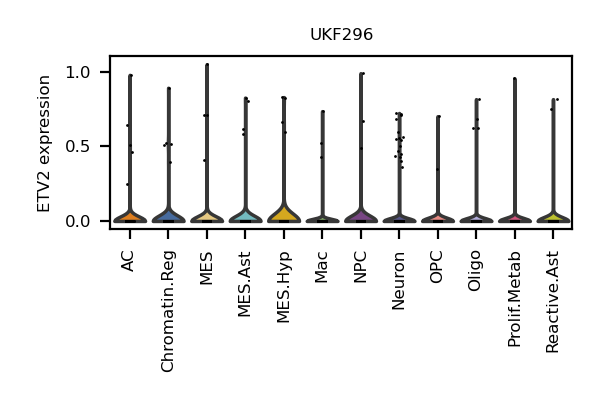 UKF296
ETV2 expression
1.0
0.5
0.0
AC
Chromatin.Reg
MES
MES.Ast
MES.Hyp
Mac
NPC
Neuron
OPC
Oligo
Prolif.Metab
Reactive.Ast